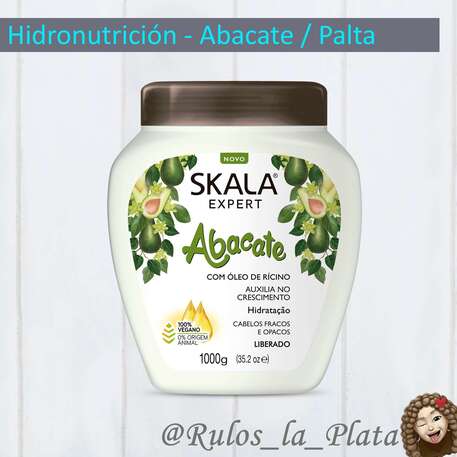 Hidronutrición - Abacate / Palta
NOVO
SKALA®
EXPERT
Abacate
COM ÓLEO DE RÍCINO
AUXILIA NO
CRESCIMENTO
Hidratação
CABELOS FRACOS
E OPACOS
LIBERADO
100%
VEGANO
0% ORIGEM
ANIMAL
1000g (35.2 oz℮)
@Rulos_la_Plata